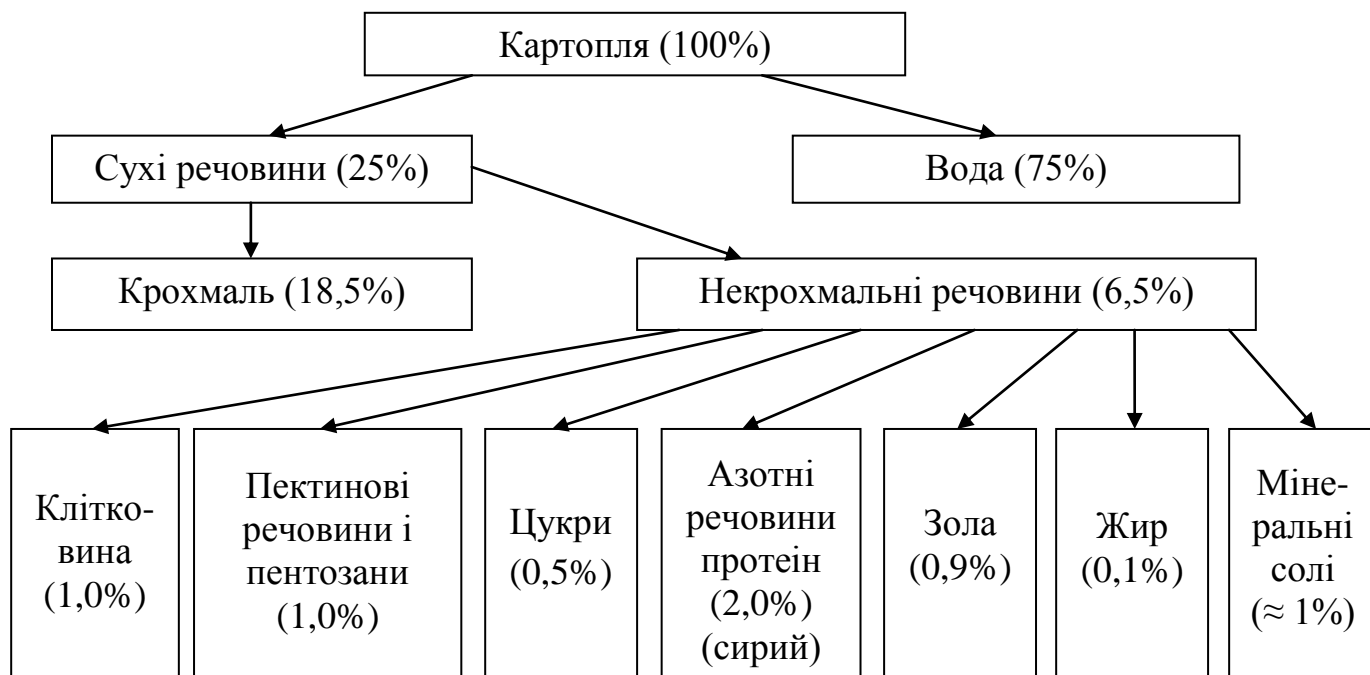 Картопля (100%)
Сухі речовини (25%)
Вода (75%)
Крохмаль (18,5%)
Некрохмальні речовини (6,5%)
Клітко-
вина
(1,0%)
Пектинові
речовини і
пентозани
(1,0%)
Цукри
(0,5%)
Азотні
речовини
протеін
(2,0%)
(сирий)
Зола
(0,9%)
Жир
(0,1%)
Міне-
ральні
солі
(≈ 1%)